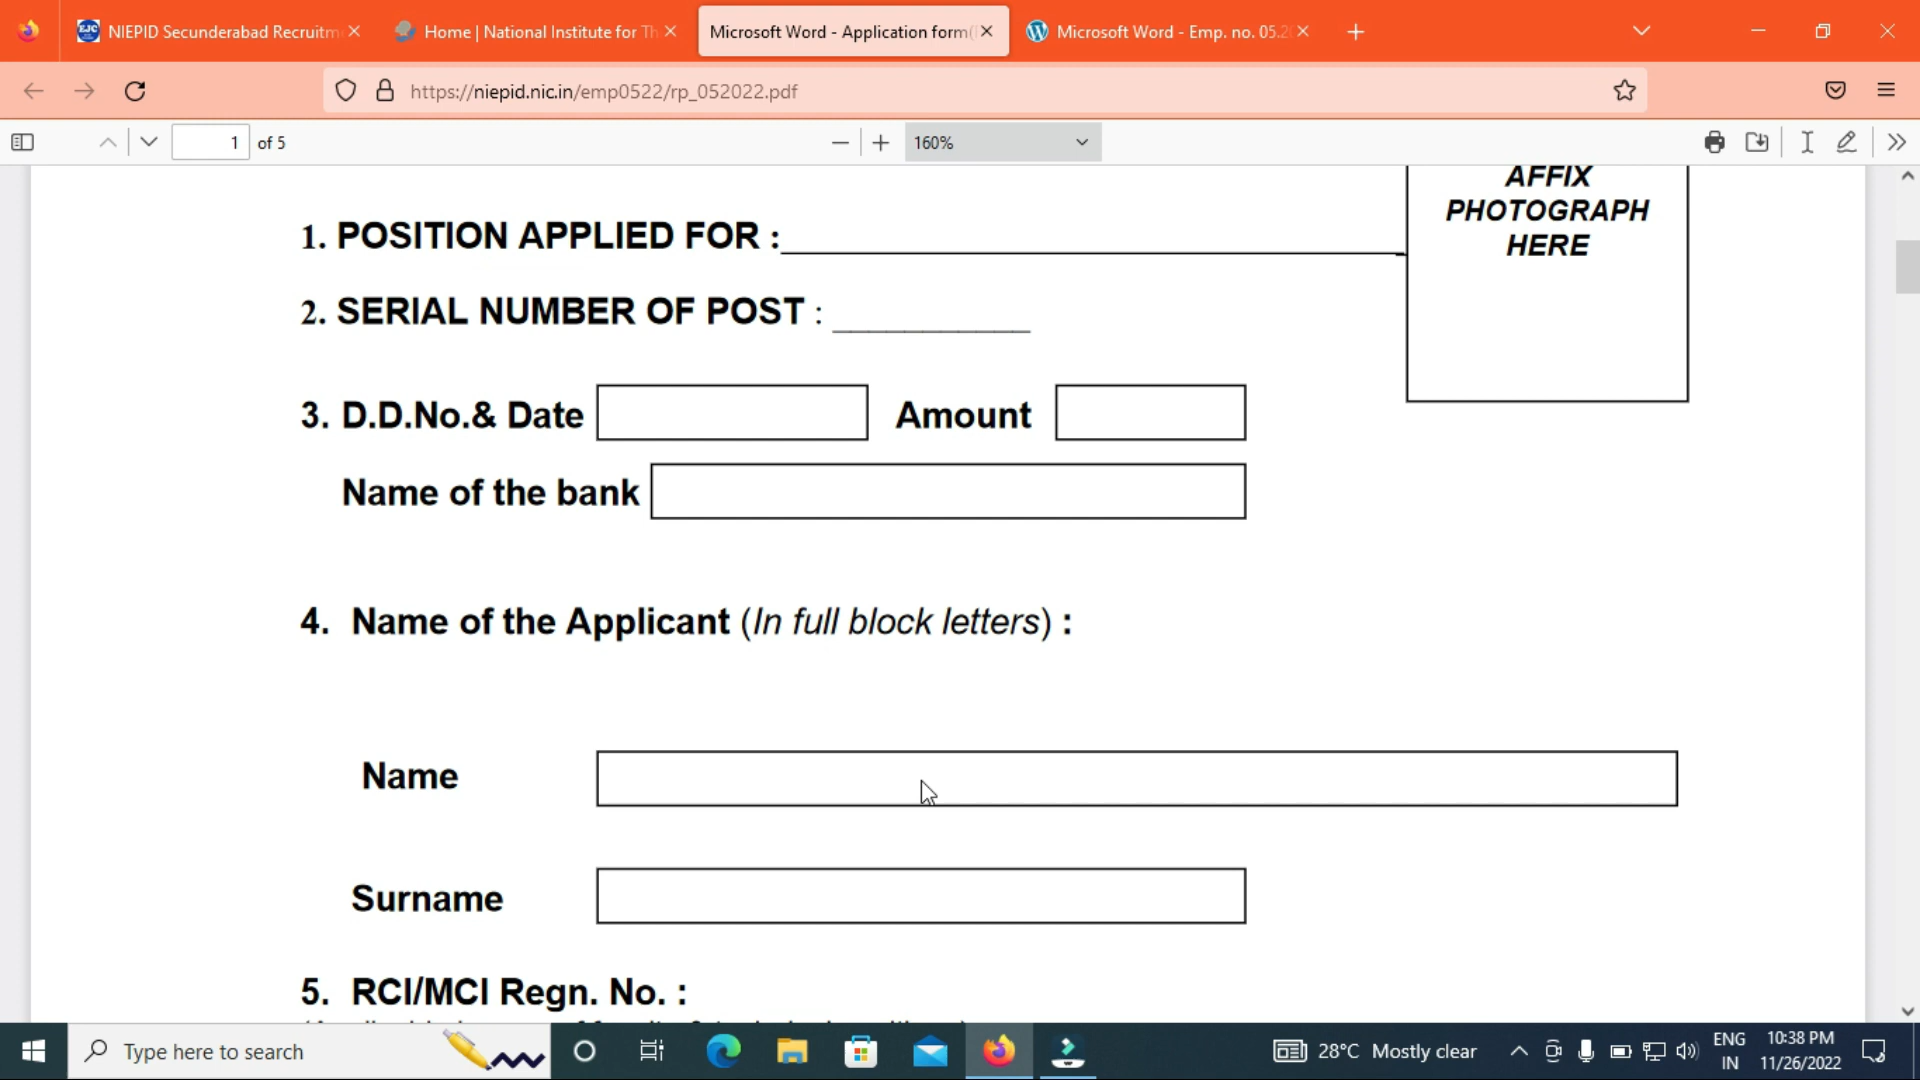 NIEPID Secunderabad Recruitm
Home | National Institute for Th
Microsoft Word - Application form(
Microsoft Word - Emp. no. 05.2
https://niepid.nic.in/emp0522/rp_052022.pdf
1 of 5
160%
AFFIX
PHOTOGRAPH
HERE
1. POSITION APPLIED FOR :
2. SERIAL NUMBER OF POST :
3. D.D.No.& Date Amount
Name of the bank
4. Name of the Applicant (In full block letters) :
Name
Surname
5. RCI/MCI Regn. No. :
Type here to search
28°C Mostly clear
ENG
IN
10:38 PM
11/26/2022